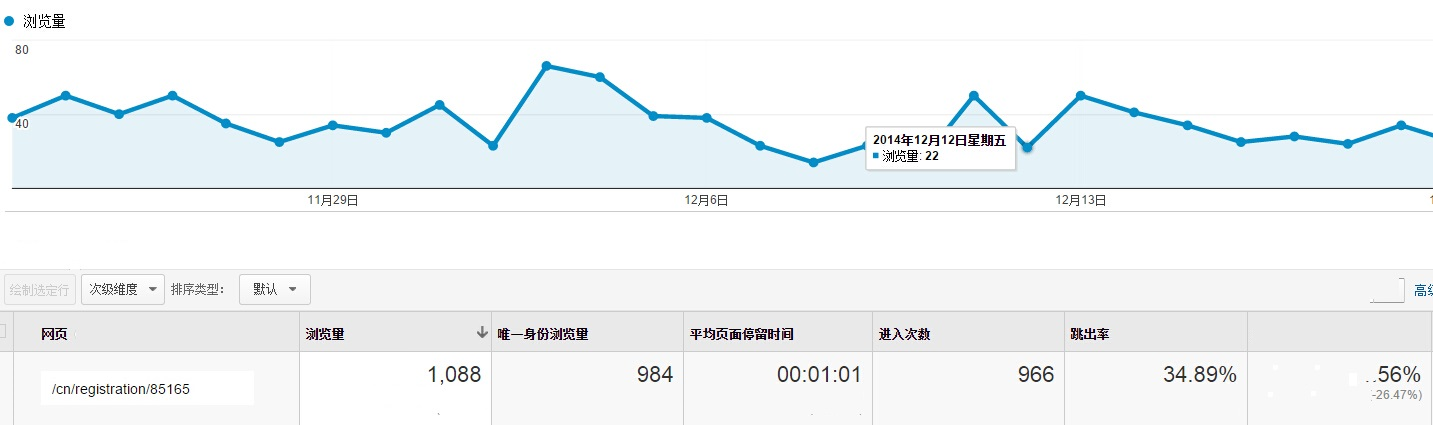 浏览量
80
40
2014年12月12日星期五
浏览量: 22
11月29日
12月6日
12月13日
绘制选定行
次级维度
排序类型:
默认
网页
浏览量
唯一身份浏览量
平均页面停留时间
进入次数
跳出率
/cn/registration/85165
1,088
984
00:01:01
966
34.89%
56%
(-26.47%)